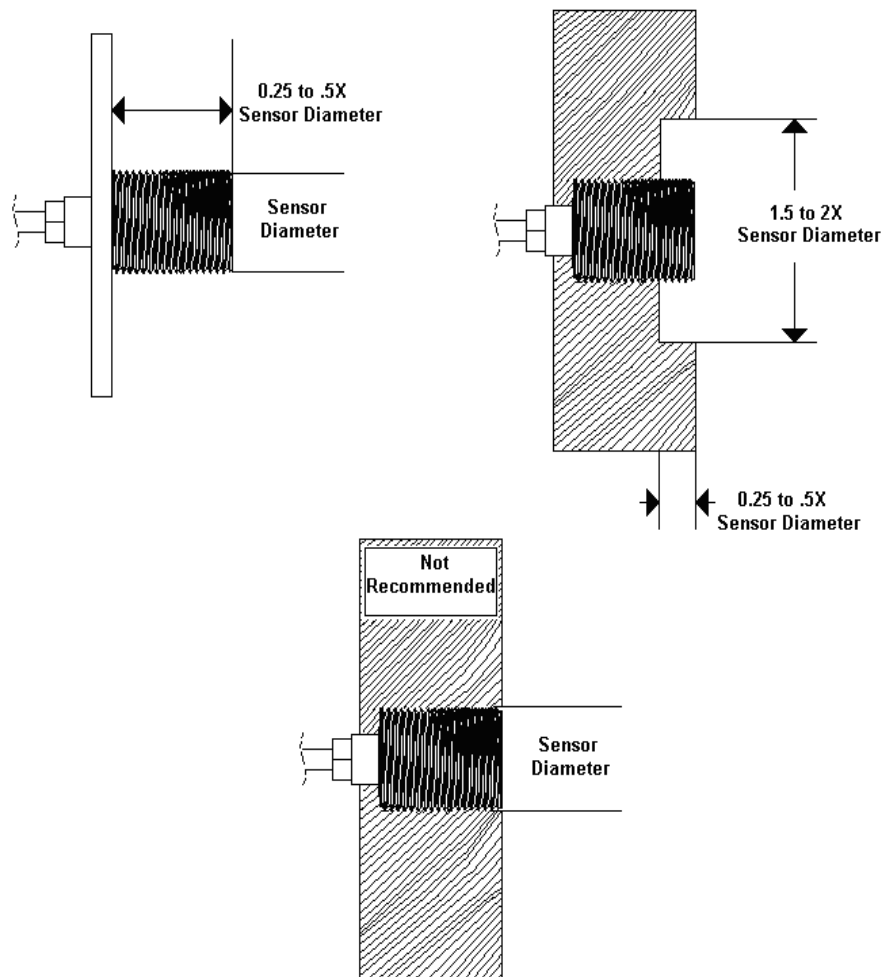 0.25 to .5X
Sensor Diameter
Sensor
Diameter
1.5 to 2X
Sensor Diameter
0.25 to .5X
Sensor Diameter
Not
Recommended
Sensor
Diameter